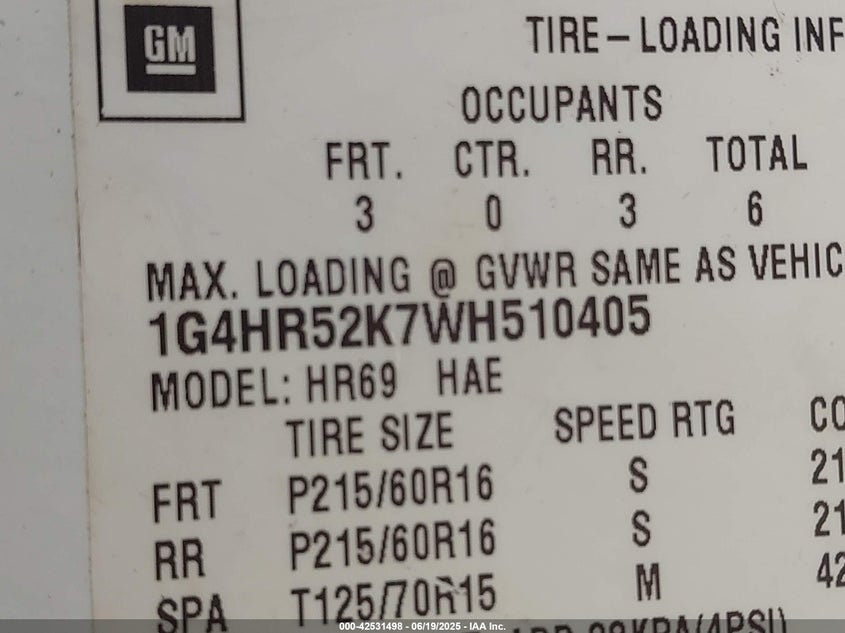 GM
TIRE-LOADING INF
OCCUPANTS
FRT. CTR. RR. TOTAL
3 0 3 6
MAX. LOADING @ GVWR SAME AS VEHIC
1G4HR52K7WH510405
MODEL: HR69 HAE
TIRE SIZE SPEED RTG CO
FRT P215/60R16 S 21
RR P215/60R16 S 21
SPA T125/70R15 M 42
000-42531498 - 06/19/2025 - IAA Inc.